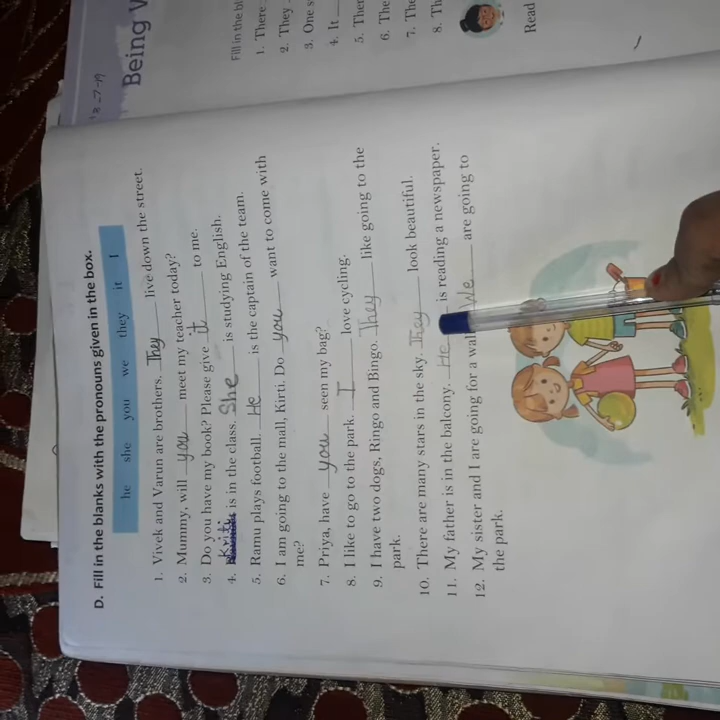 D. Fill in the blanks with the pronouns given in the box.
he she you we they it I
1. Vivek and Varun are brothers. They live down the street.
2. Mummy, will you meet my teacher today?
3. Do you have my book? Please give it to me.
4. Kriti is in the class. She is studying English.
5. Ramu plays football. He is the captain of the team.
6. I am going to the mall, Kirti. Do you want to come with
me?
7. Priya, have you seen my bag?
8. I like to go to the park. I love cycling.
9. I have two dogs, Ringo and Bingo. They like going to the
park.
10. There are many stars in the sky. They look beautiful.
11. My father is in the balcony. He is reading a newspaper.
12. My sister and I are going for a wal We are going to
the park.
Being
Fill in the bl
1. There
2. They
3. One s
4. It
5. Ther
6. The
7. The
8. Th
Read